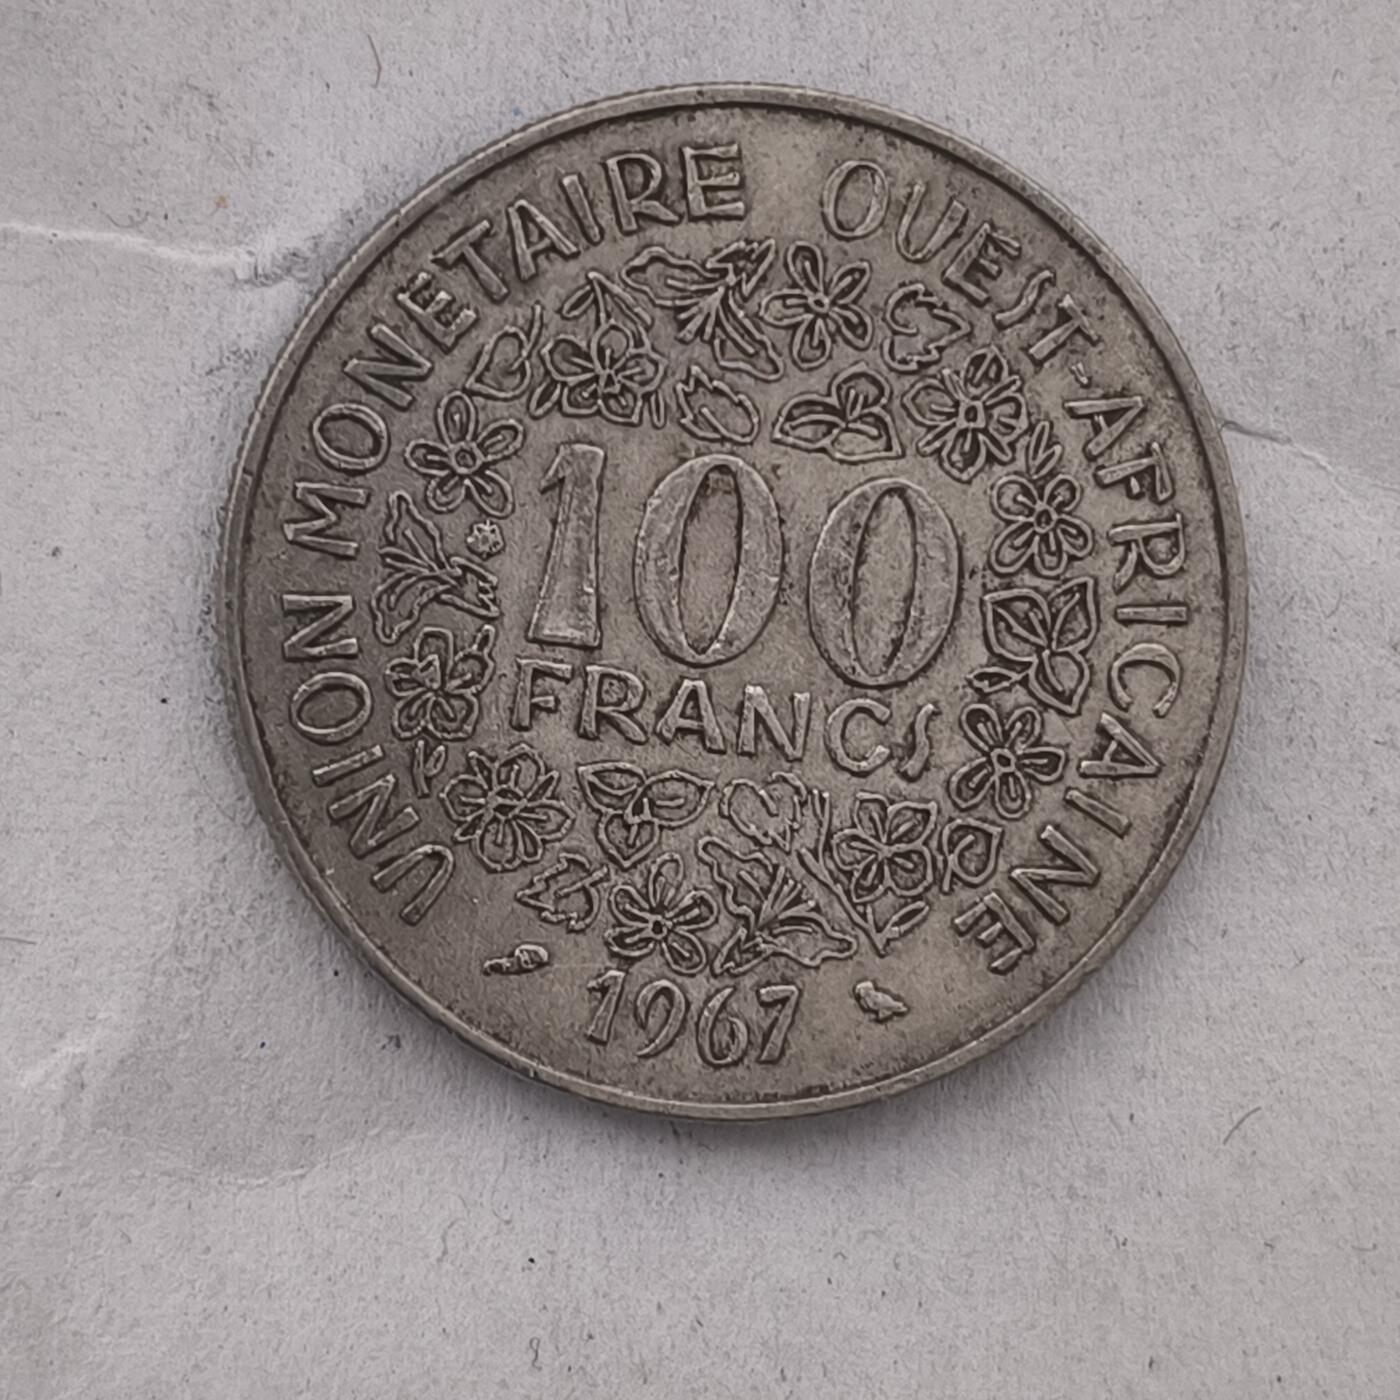 UNION MONETAIRE OUEST-AFRICAINE
100
FRANCS
1967